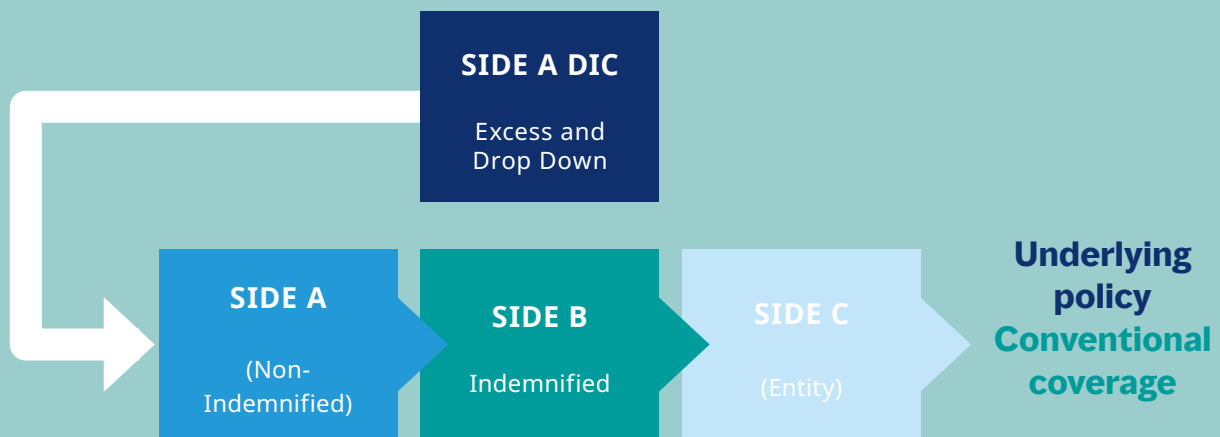 SIDE A DIC
Excess and
Drop Down
SIDE A
(Non-
Indemnified)
SIDE B
Indemnified
SIDE C
(Entity)
Underlying
policy
Conventional
coverage